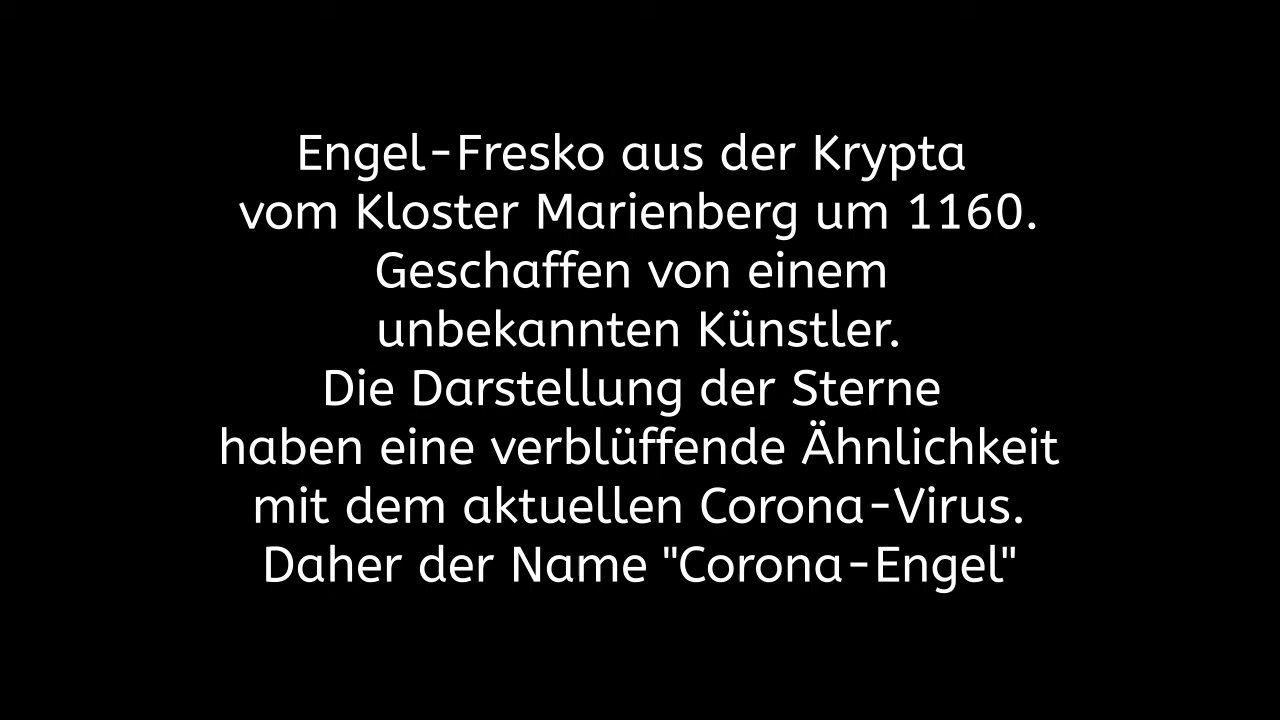 Engel-Fresko aus der Krypta
vom Kloster Marienberg um 1160.
Geschaffen von einem
unbekannten Künstler.
Die Darstellung der Sterne
haben eine verblüffende Ähnlichkeit
mit dem aktuellen Corona-Virus.
Daher der Name "Corona-Engel"